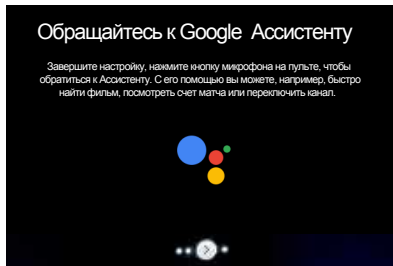 Обращайтесь к Google Ассистенту
Завершите настройку, нажмите кнопку микрофона на пульте, чтобы
обратиться к Ассистенту. С его помощью вы можете, например, быстро
найти фильм, посмотреть счет матча или переключить канал.